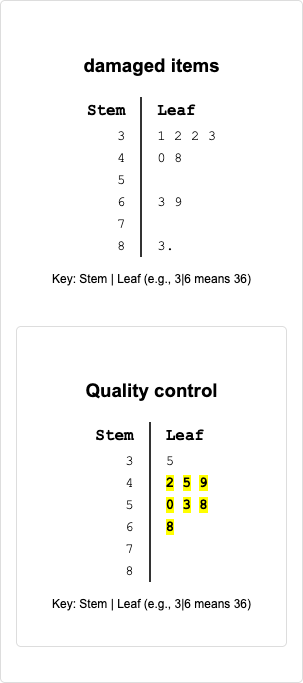 damaged items
Stem Leaf
3 1 2 2 3
4 0 8
5
6 3 9
7
8 3.
Key: Stem | Leaf (e.g., 3|6 means 36)
Quality control
Stem Leaf
3 5
4 2 5 9
5 0 3 8
6 8
7
8
Key: Stem | Leaf (e.g., 3|6 means 36)